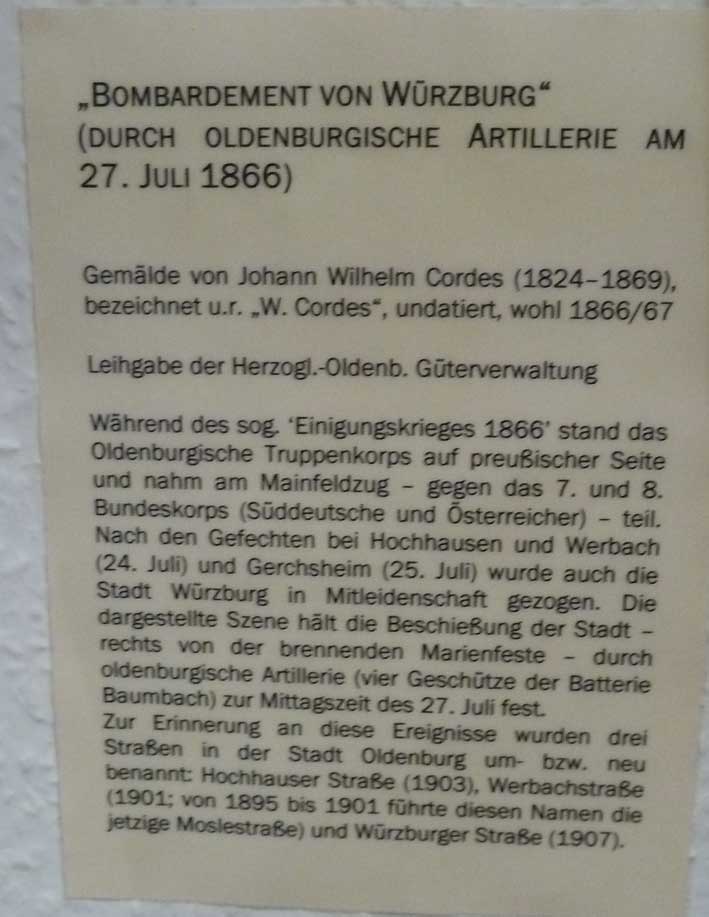 „BOMBARDEMENT VON WÜRZBURG“
(DURCH OLDENBURGISCHE ARTILLERIE AM
27. JULI 1866)
Gemälde von Johann Wilhelm Cordes (1824–1869),
bezeichnet u.r. „W. Cordes“, undatiert, wohl 1866/67
Leihgabe der Herzogl.-Oldenb. Güterverwaltung
Während des sog. ‘Einigungskrieges 1866’ stand das
Oldenburgische Truppenkorps auf preußischer Seite
und nahm am Mainfeldzug – gegen das 7. und 8.
Bundeskorps (Süddeutsche und Österreicher) – teil.
Nach den Gefechten bei Hochhausen und Werbach
(24. Juli) und Gerchsheim (25. Juli) wurde auch die
Stadt Würzburg in Mitleidenschaft gezogen. Die
dargestellte Szene hält die Beschießung der Stadt –
rechts von der brennenden Marienfeste – durch
oldenburgische Artillerie (vier Geschütze der Batterie
Baumbach) zur Mittagszeit des 27. Juli fest.
Zur Erinnerung an diese Ereignisse wurden drei
Straßen in der Stadt Oldenburg um- bzw. neu
benannt: Hochhauser Straße (1903), Werbachstraße
(1901; von 1895 bis 1901 führte diesen Namen die
jetzige Moslestraße) und Würzburger Straße (1907).